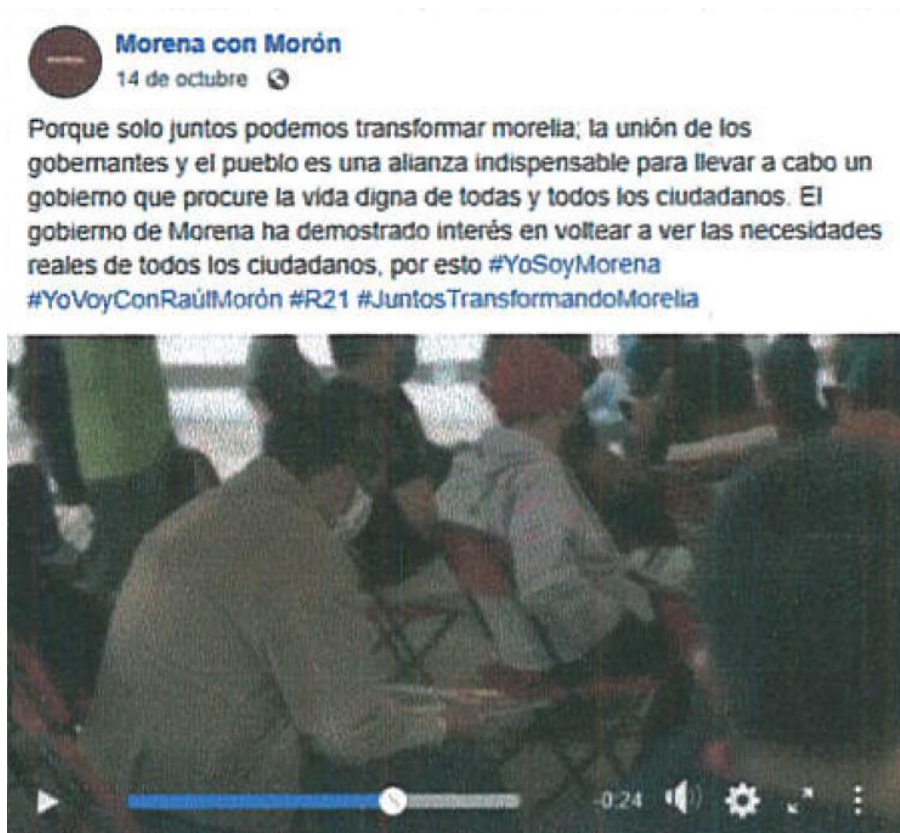 Morena con Morón
14 de octubre
Porque solo juntos podemos transformar morelia; la unión de los
gobernantes y el pueblo es una alianza indispensable para llevar a cabo un
gobierno que procure la vida digna de todas y todos los ciudadanos. El
gobierno de Morena ha demostrado interés en voltear a ver las necesidades
reales de todos los ciudadanos, por esto #YoSoyMorena
#YoVoyConRaúlMorón #R21 #JuntosTransformandoMorelia
-0:24